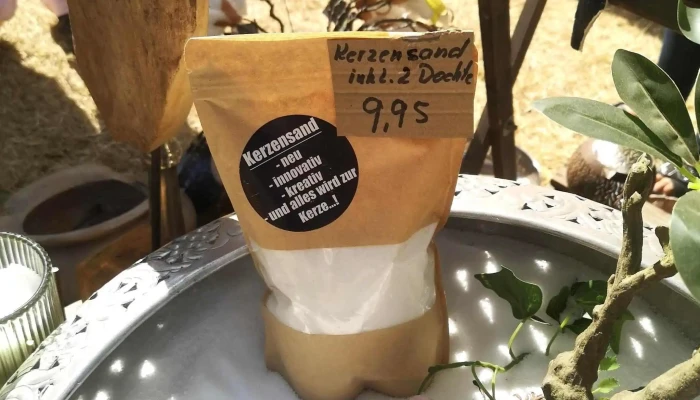 Kerzensand
inkl. 2 Dochte
9,95
Kerzensand
- neu
- innovativ
- kreativ
- und alles wird zur
Kerze...!